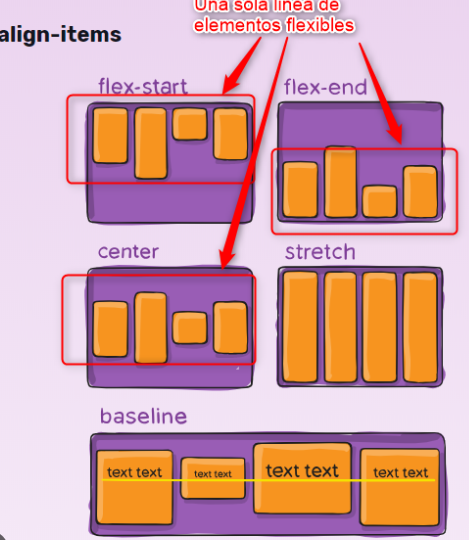 Una sola línea de
elementos flexibles
align-items
flex-start
flex-end
center
stretch
baseline
text text
text text
text text
text text